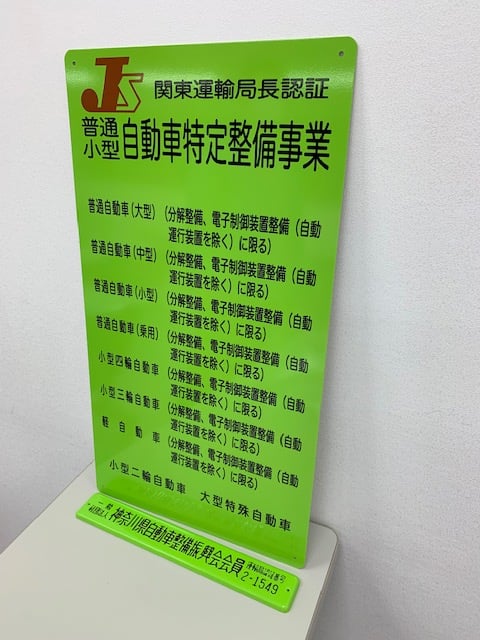 JS 関東運輸局長認証
普通 小型 自動車特定整備事業
普通自動車(大型) (分解整備、電子制御装置整備(自動
運行装置を除く)に限る)
普通自動車(中型) (分解整備、電子制御装置整備(自動
運行装置を除く)に限る)
普通自動車(小型) (分解整備、電子制御装置整備(自動
運行装置を除く)に限る)
普通自動車(乗用) (分解整備、電子制御装置整備(自動
運行装置を除く)に限る)
小型四輪自動車 (分解整備、電子制御装置整備(自動
運行装置を除く)に限る)
小型三輪自動車 (分解整備、電子制御装置整備(自動
運行装置を除く)に限る)
軽自動車 (分解整備、電子制御装置整備(自動
運行装置を除く)に限る)
小型二輪自動車 大型特殊自動車
一般社団法人 神奈川県自動車整備振興会会員 2-1549